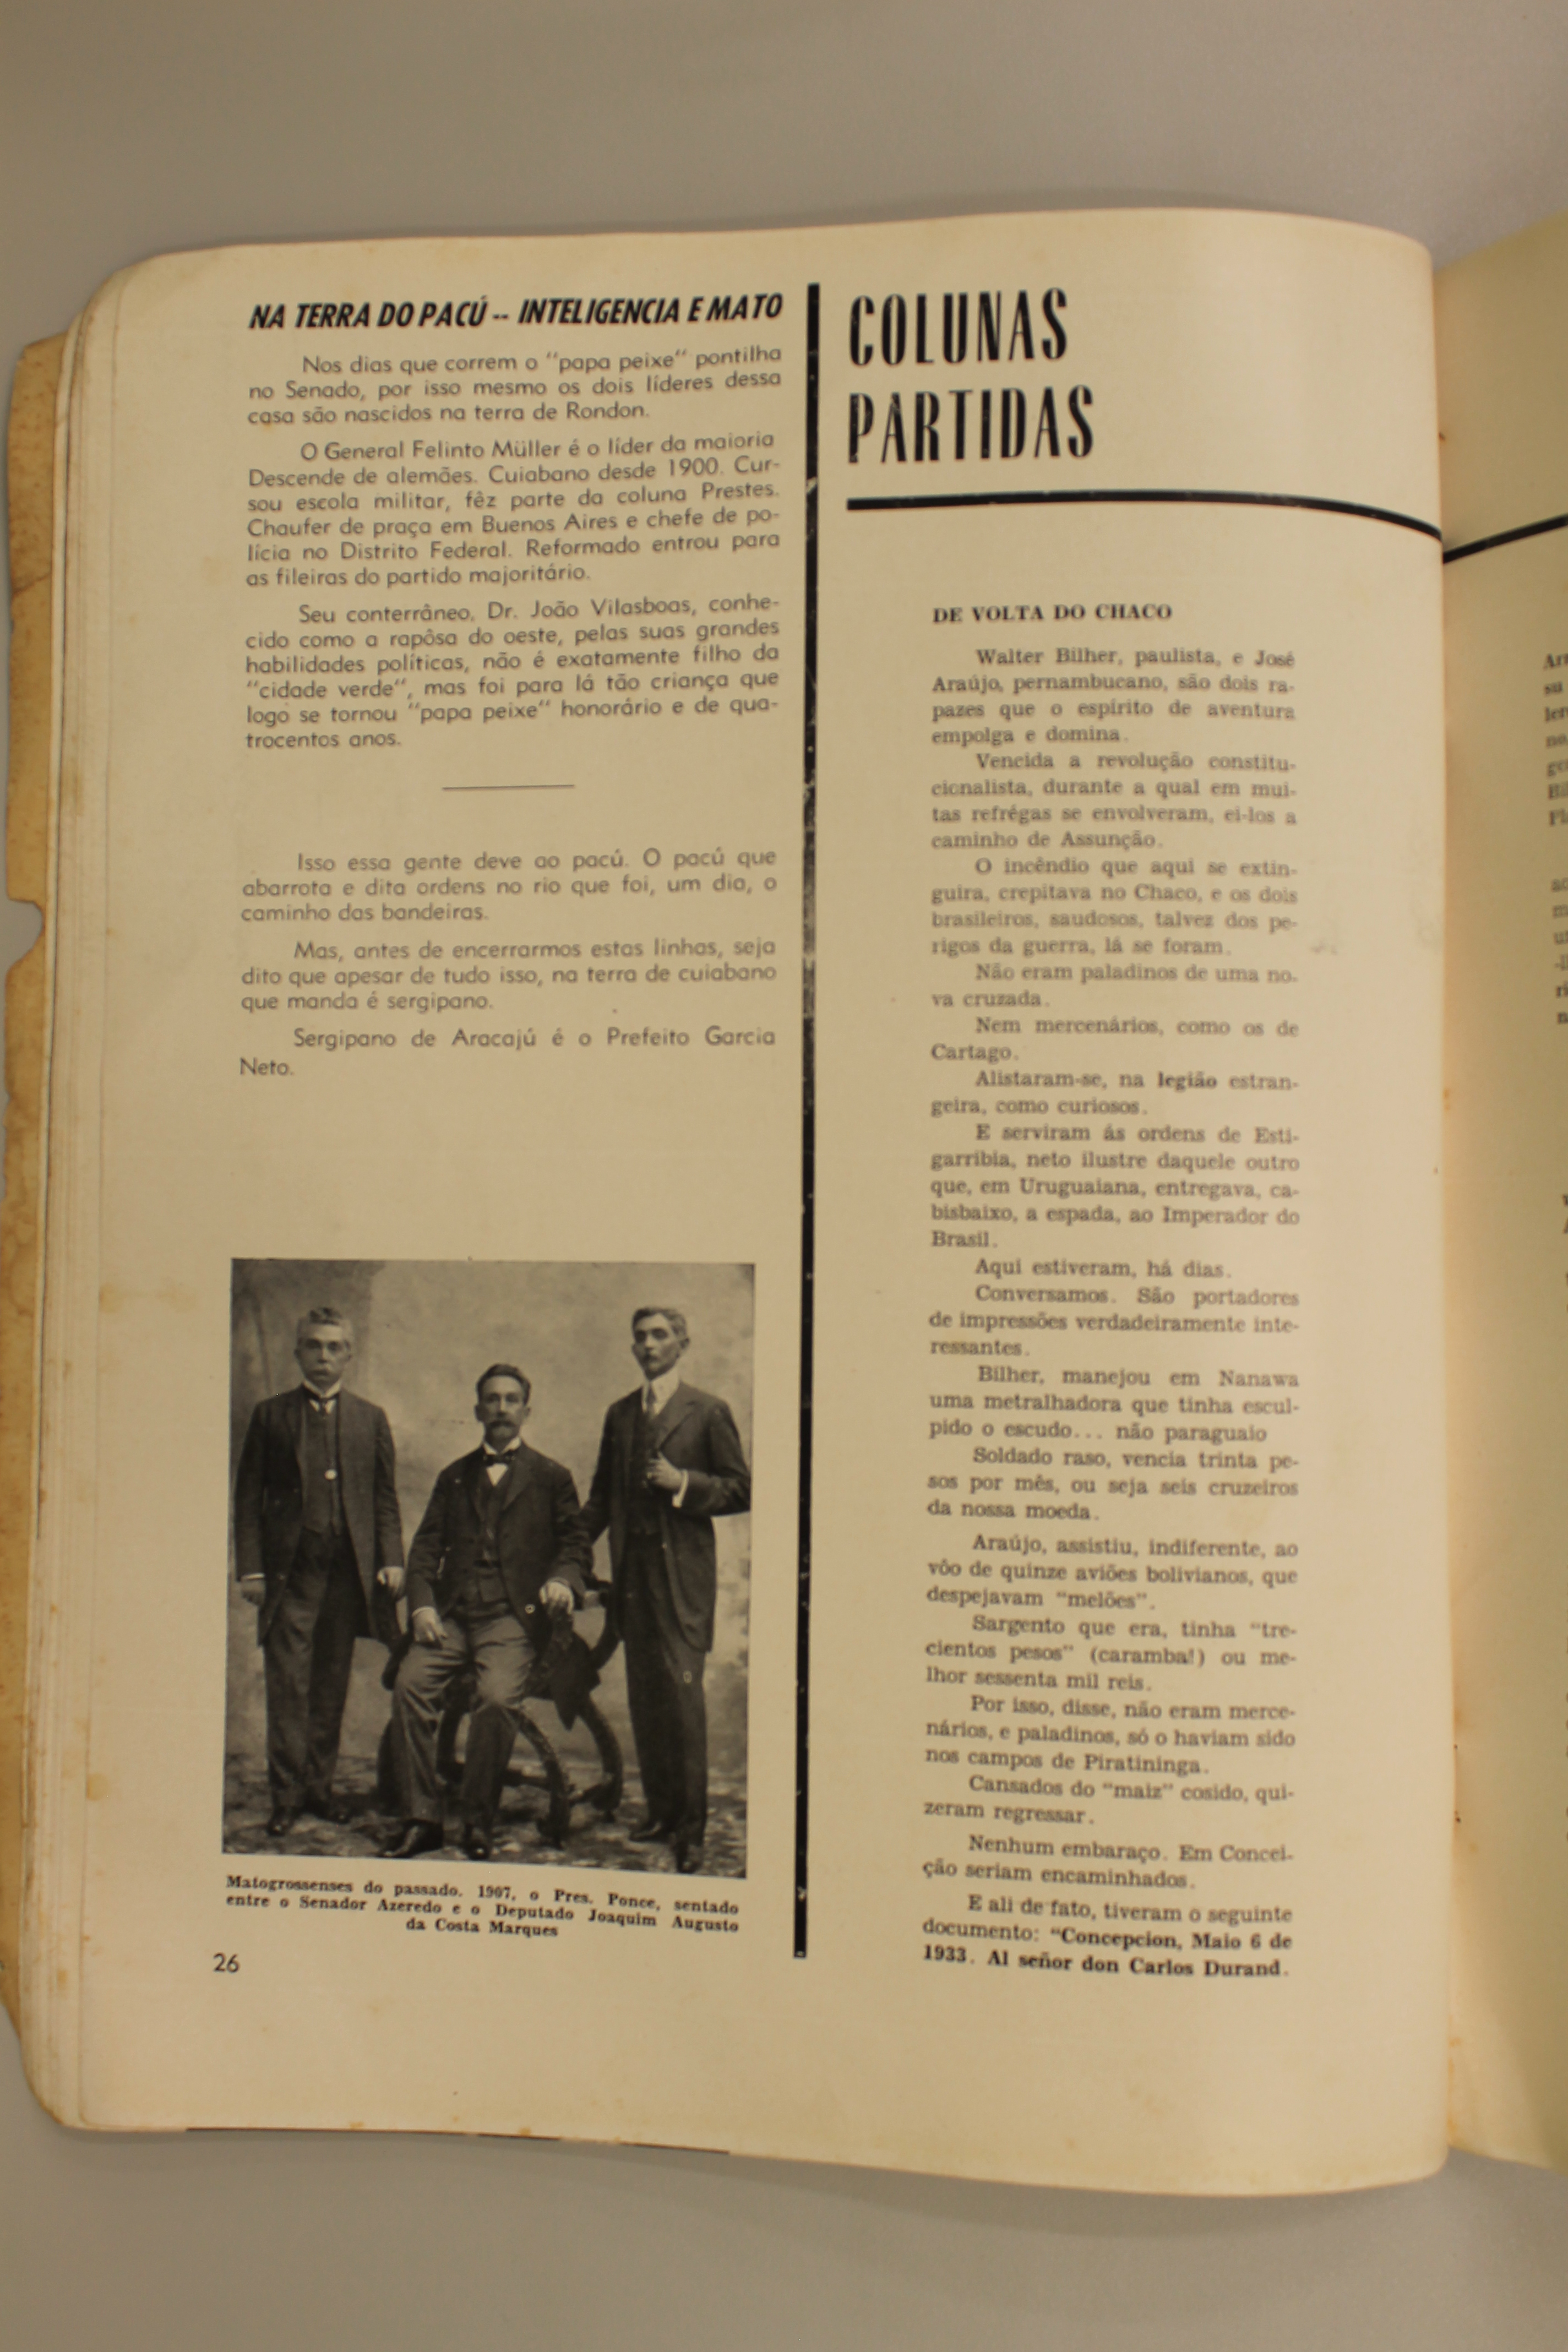 NA TERRA DO PACÚ -- INTELIGENCIA E MATO
Nos dias que correm o "papa peixe" pontilha
no Senado, por isso mesmo os dois líderes dessa
casa são nascidos na terra de Rondon.
O General Felinto Müller é o líder da maioria
Descende de alemães. Cuiabano desde 1900. Cur-
sou escola militar, fêz parte da coluna Prestes.
Chaufer de praça em Buenos Aires e chefe de po-
lícia no Distrito Federal. Reformado entrou para
as fileiras do partido majoritário.
Seu conterrâneo, Dr. João Vilasboas, conhe-
cido como a rapôsa do oeste, pelas suas grandes
habilidades políticas, não é exatamente filho da
"cidade verde", mas foi para lá tão criança que
logo se tornou "papa peixe" honorário e de qua-
trocentos anos.
Isso essa gente deve ao pacú. O pacú que
abarrota e dita ordens no rio que foi, um dia, o
caminho das bandeiras.
Mas, antes de encerrarmos estas linhas, seja
dito que apesar de tudo isso, na terra de cuiabano
que manda é sergipano.
Sergipano de Aracajú é o Prefeito Garcia
Neto.
Matogrossenses do passado. 1907, o Pres. Ponce, sentado
entre o Senador Azeredo e o Deputado Joaquim Augusto
da Costa Marques
26
COLUNAS
PARTIDAS
DE VOLTA DO CHACO
Walter Bilher, paulista, e José
Araújo, pernambucano, são dois ra-
pazes que o espírito de aventura
empolga e domina.
Vencida a revolução constitu-
cionalista, durante a qual em mui-
tas refrégas se envolveram, ei-los a
caminho de Assunção.
O incêndio que aqui se extin-
guira, crepitava no Chaco, e os dois
brasileiros, saudosos, talvez dos pe-
rigos da guerra, lá se foram.
Não eram paladinos de uma no-
va cruzada.
Nem mercenários, como os de
Cartago.
Alistaram-se, na legião estran-
geira, como curiosos.
E serviram ás ordens de Esti-
garribia, neto ilustre daquele outro
que, em Uruguaiana, entregava, ca-
bisbaixo, a espada, ao Imperador do
Brasil.
Aqui estiveram, há dias.
Conversamos. São portadores
de impressões verdadeiramente inte-
ressantes.
Bilher, manejou em Nanawa
uma metralhadora que tinha escul-
pido o escudo... não paraguaio
Soldado raso, vencia trinta pe-
sos por mês, ou seja seis cruzeiros
da nossa moeda.
Araújo, assistiu, indiferente, ao
vôo de quinze aviões bolivianos, que
despejavam "melões".
Sargento que era, tinha "tre-
cientos pesos" (caramba!) ou me-
lhor sessenta mil reis.
Por isso, disse, não eram merce-
nários, e paladinos, só o haviam sido
nos campos de Piratininga.
Cansados do "maiz" cosido, qui-
zeram regressar.
Nenhum embaraço. Em Concei-
ção seriam encaminhados.
E ali de fato, tiveram o seguinte
documento: "Concepcion, Maio 6 de
1933. Al señor don Carlos Durand.